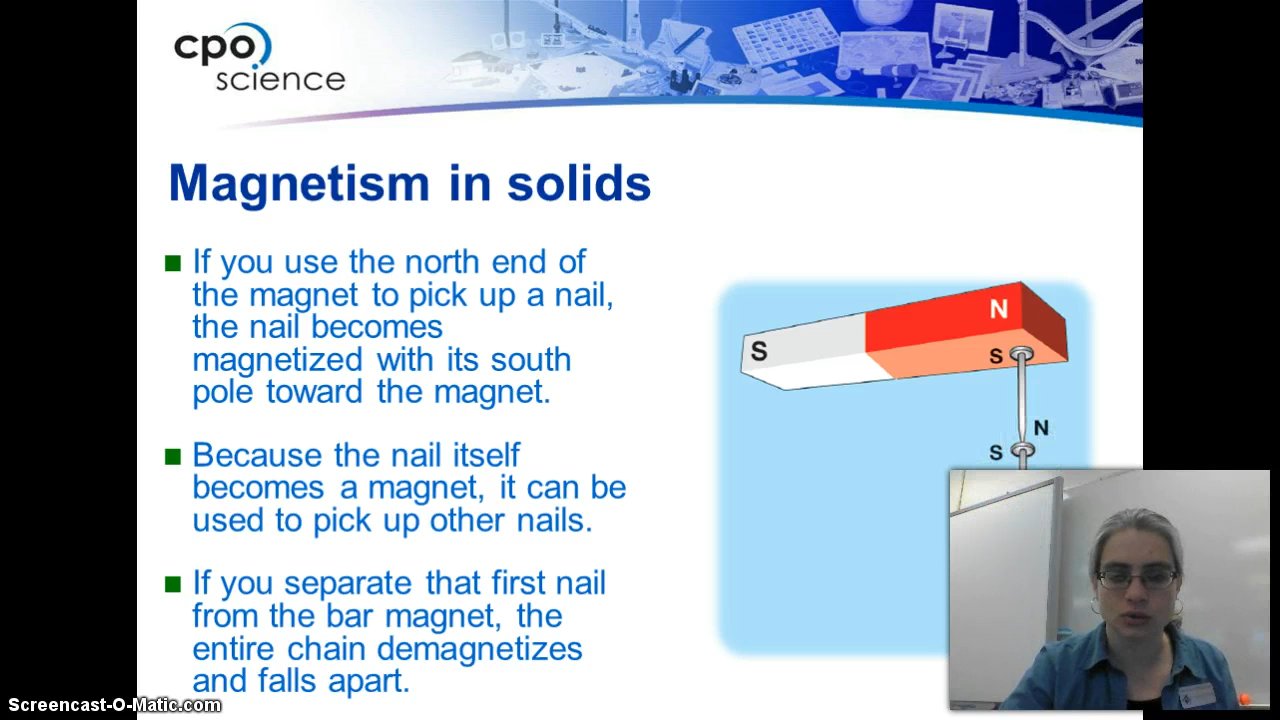 cpo
science
Magnetism in solids
If you use the north end of
the magnet to pick up a nail,
the nail becomes
magnetized with its south
pole toward the magnet.
Because the nail itself
becomes a magnet, it can be
used to pick up other nails.
If you separate that first nail
from the bar magnet, the
entire chain demagnetizes
and falls apart.
N
S
S
N
S
Screencast-O-Matic.com